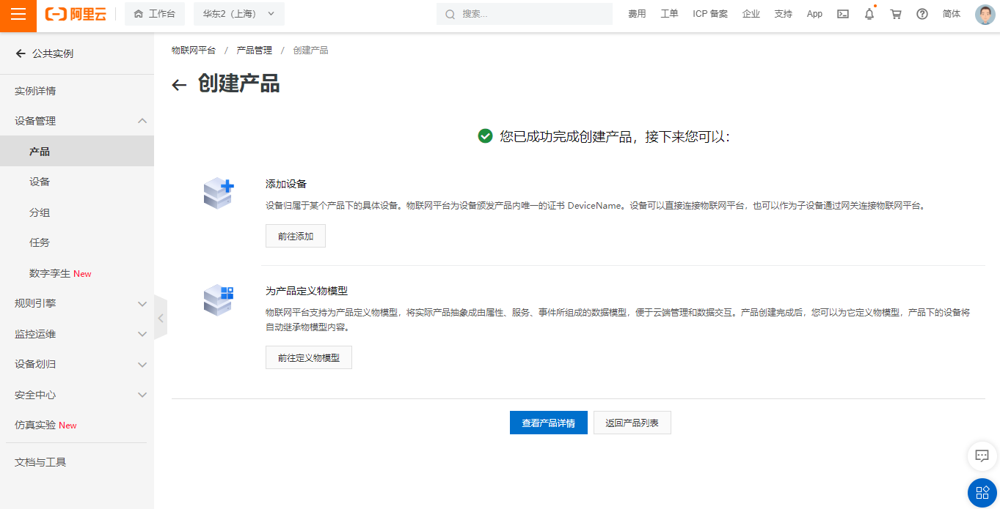 阿里云
工作台
华东2（上海）
搜索...
费用
工单
ICP 备案
企业
支持
App
简体
公共实例
实例详情
设备管理
产品
设备
分组
任务
数字孪生 New
规则引擎
监控运维
设备划归
安全中心
仿真实验 New
文档与工具
物联网平台 / 产品管理 / 创建产品
创建产品
您已成功完成创建产品，接下来您可以：
添加设备
设备归属于某个产品下的具体设备。物联网平台为设备颁发产品内唯一的证书 DeviceName。设备可以直接连接物联网平台，也可以作为子设备通过网关连接物联网平台。
前往添加
为产品定义物模型
物联网平台支持为产品定义物模型，将实际产品抽象成由属性、服务、事件所组成的数据模型，便于云端管理和数据交互。产品创建完成后，您可以为它定义物模型，产品下的设备将
自动继承物模型内容。
前往定义物模型
查看产品详情
返回产品列表